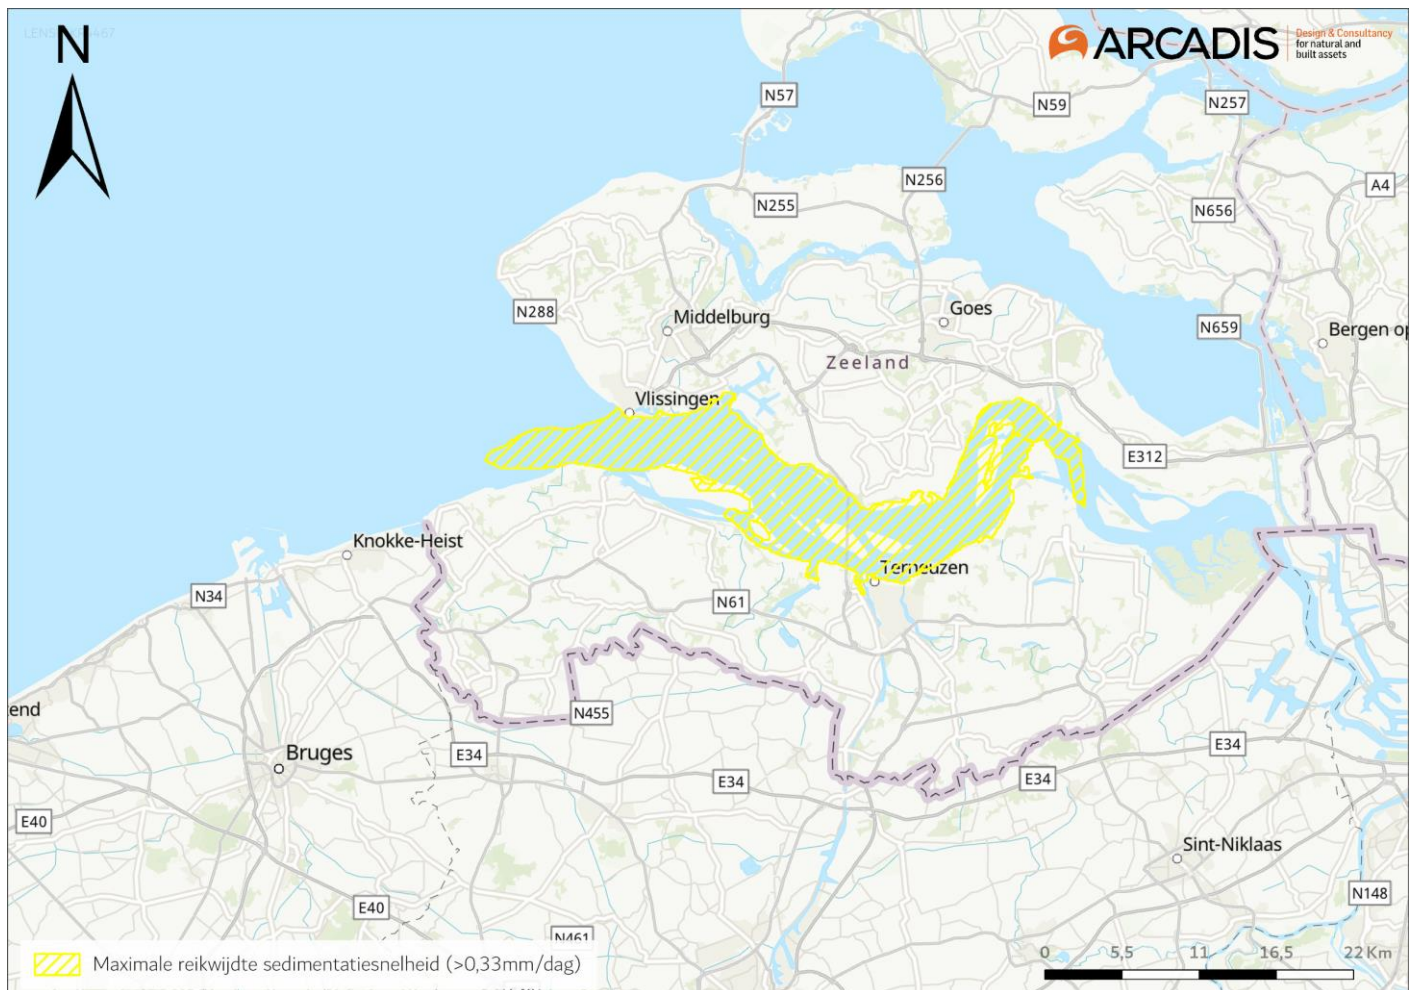 N
ARCADIS
Design & Consultancy
for natural and
built assets
N57
N59
N257
N256
A4
N255
N656
N288
Middelburg
Goes
N659
Bergen op
Zeeland
Vlissingen
E312
Knokke-Heist
Terneuzen
N34
N61
end
N455
Bruges
E34
E34
E34
E34
E40
Sint-Niklaas
E40
N148
N461
Maximale reikwijdte sedimentatiesnelheid (>0,33mm/dag)
0 5,5 11 16,5 22 Km